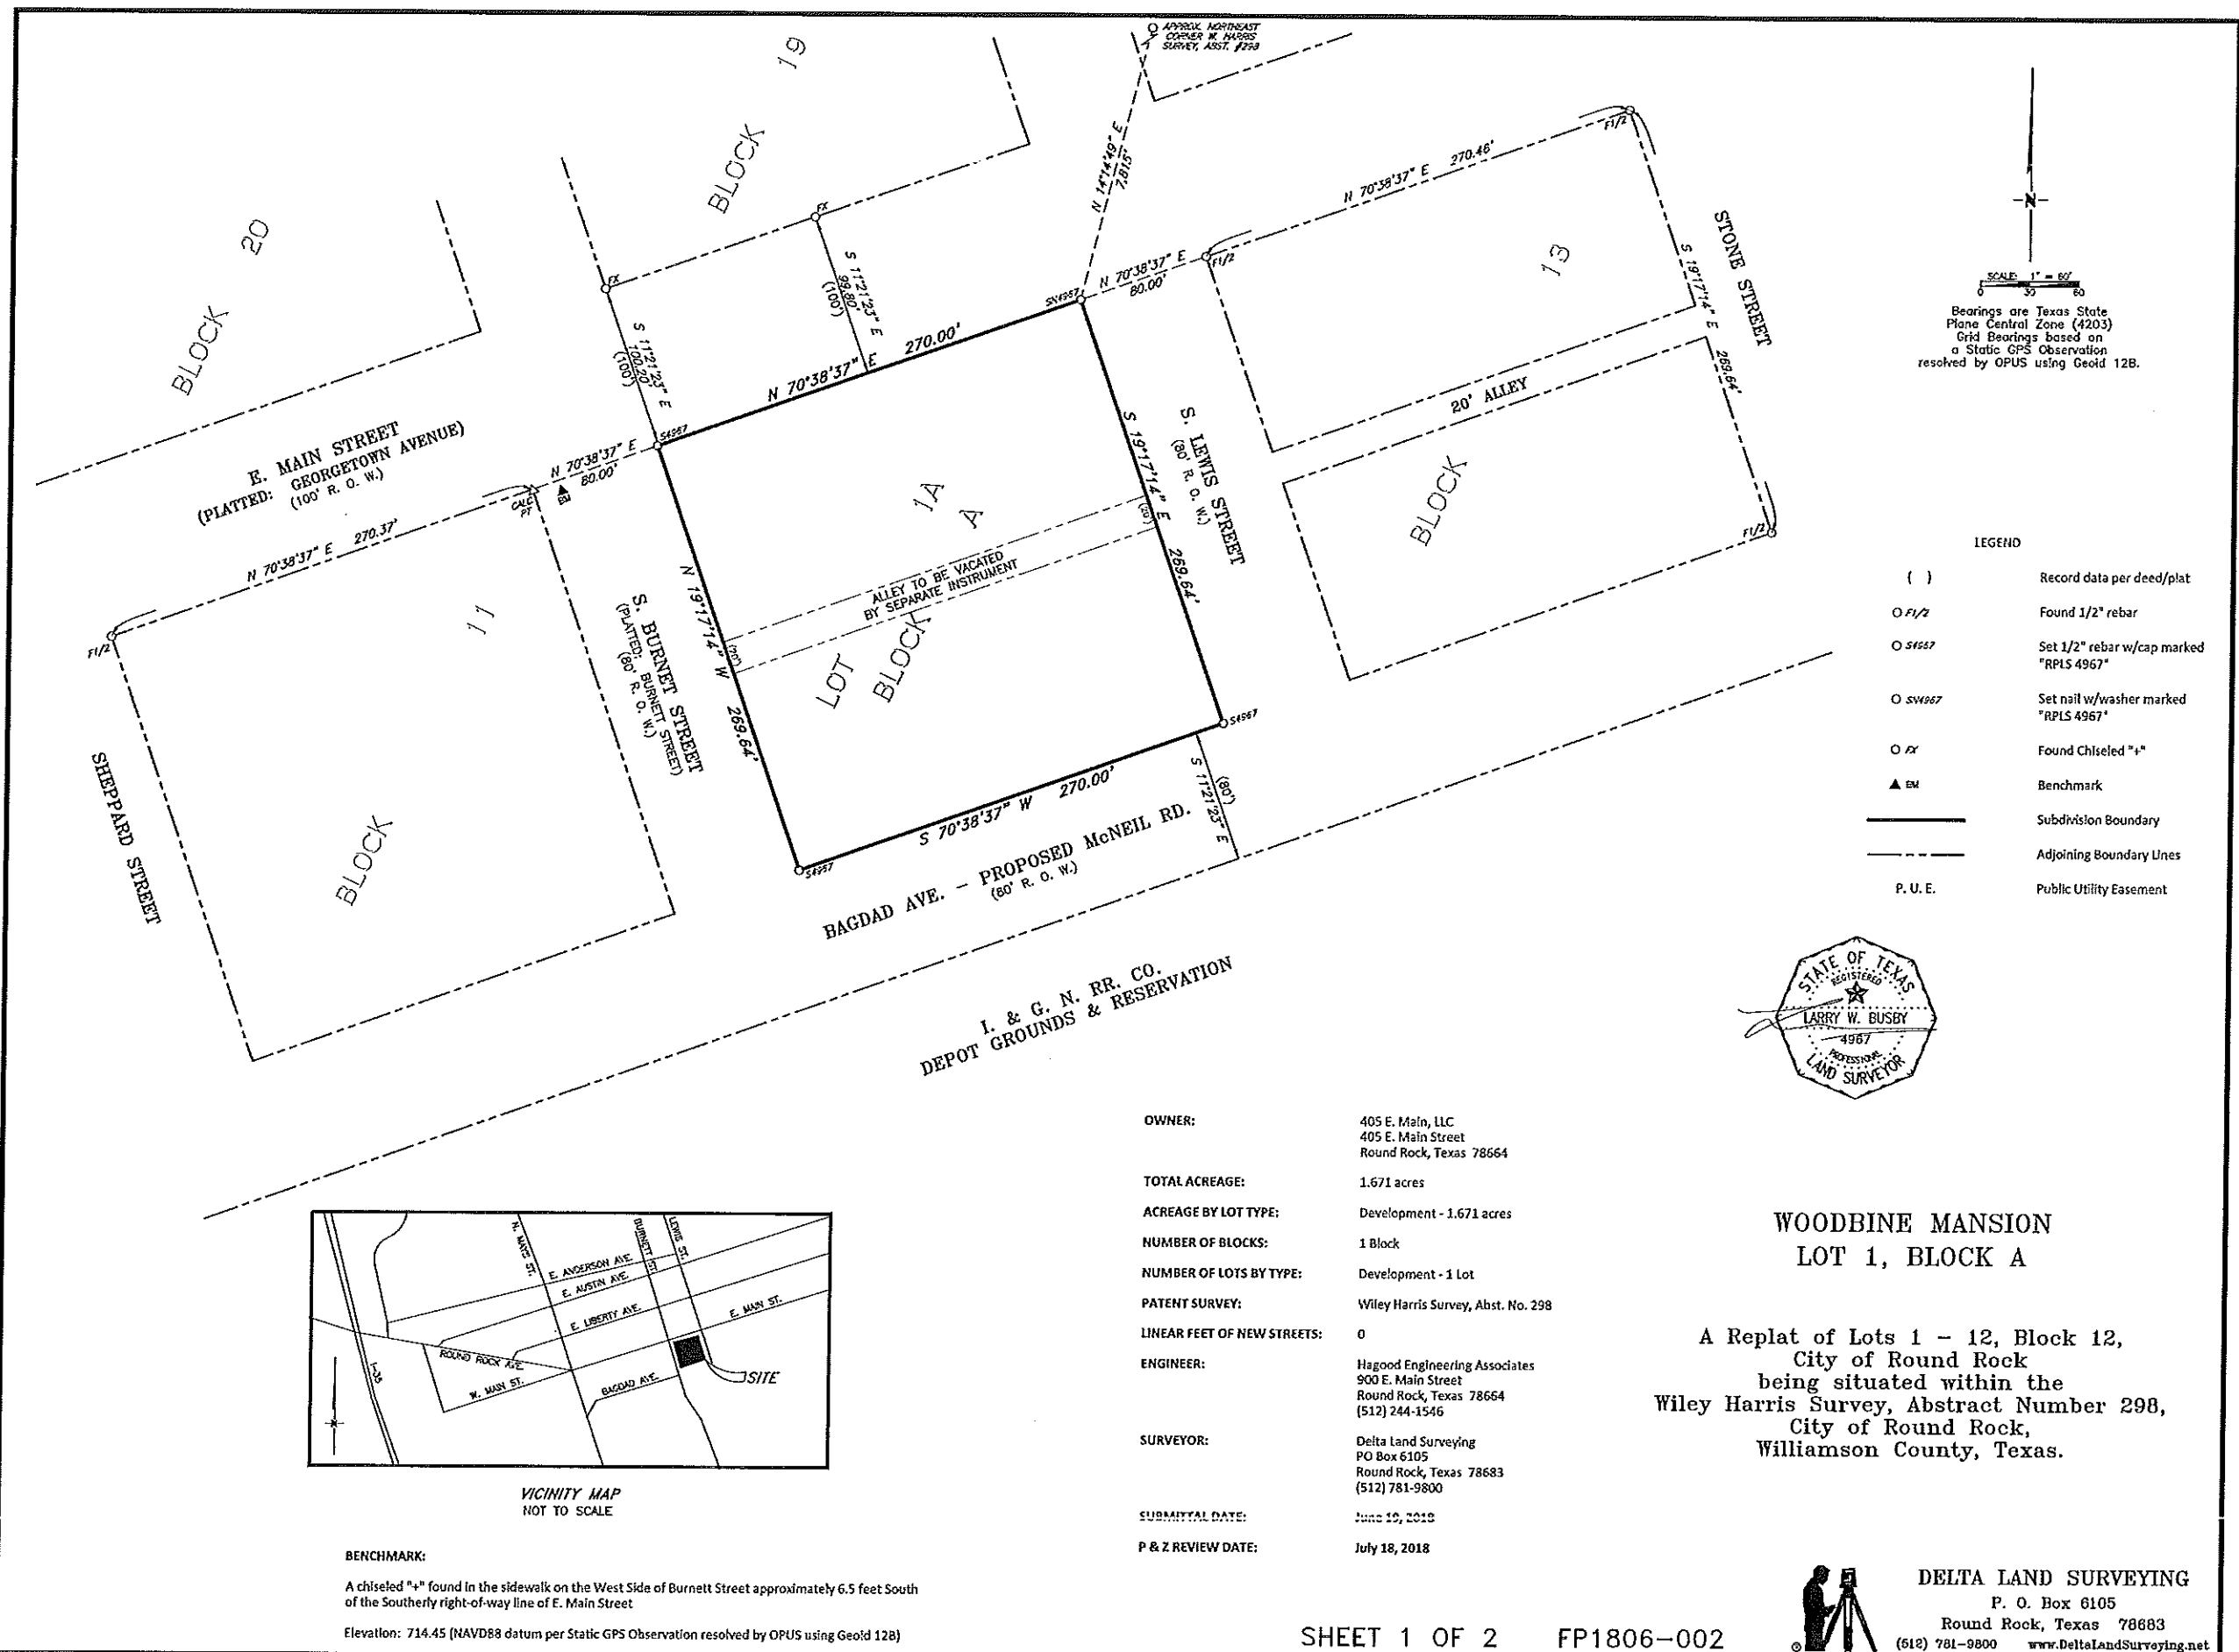 APPROX. NORTHEAST
CORNER W. HARRIS
SURVEY, ABST. #298
BLOCK 19
BLOCK 20
N 14°14'49" E
7,815'
N 70°38'37" E 270.46'
F1/2
STONE STREET
S 19°17'14" E 269.64'
13
BLOCK
20' ALLEY
F1/2
F1/2
N 70°38'37" E
80.00'
SN4967
FX
FX
S 11°21'23" E
99.80'
(100')
S 11°21'23" E
100.20'
(100')
N 70°38'37" E 270.00'
S4967
E. MAIN STREET
(PLATTED: GEORGETOWN AVENUE)
(100' R. O. W.)
N 70°38'37" E
80.00'
CALC
PT
BM
N 70°38'37" E 270.37'
F1/2
11
BLOCK
SHEPPARD STREET
S. BURNET STREET
(PLATTED: BURNETT STREET)
(80' R. O. W.)
N 19°17'14" W 269.64'
(20')
1A
A
ALLEY TO BE VACATED
BY SEPARATE INSTRUMENT
LOT
BLOCK
S 19°17'14" E 269.64'
(20')
S. LEWIS STREET
(80' R. O. W.)
S4967
S 70°38'37" W 270.00'
S4967
S 11°21'23" E
(80')
BAGDAD AVE. – PROPOSED McNEIL RD.
(80' R. O. W.)
I. & G. N. RR. CO.
DEPOT GROUNDS & RESERVATION
N
SCALE: 1" = 60'
0 30 60
Bearings are Texas State
Plane Central Zone (4203)
Grid Bearings based on
a Static GPS Observation
resolved by OPUS using Geoid 12B.
LEGEND
( ) Record data per deed/plat
F1/2 Found 1/2" rebar
S4967 Set 1/2" rebar w/cap marked
"RPLS 4967"
SN4967 Set nail w/washer marked
"RPLS 4967"
FX Found Chiseled "+"
BM Benchmark
Subdivision Boundary
Adjoining Boundary Lines
P. U. E. Public Utility Easement
STATE OF TEXAS
REGISTERED
LARRY W. BUSBY
4967
PROFESSIONAL
LAND SURVEYOR
OWNER: 405 E. Main, LLC
405 E. Main Street
Round Rock, Texas 78664
TOTAL ACREAGE: 1.671 acres
ACREAGE BY LOT TYPE: Development - 1.671 acres
NUMBER OF BLOCKS: 1 Block
NUMBER OF LOTS BY TYPE: Development - 1 Lot
PATENT SURVEY: Wiley Harris Survey, Abst. No. 298
LINEAR FEET OF NEW STREETS: 0
ENGINEER: Hagood Engineering Associates
900 E. Main Street
Round Rock, Texas 78664
(512) 244-1546
SURVEYOR: Delta Land Surveying
PO Box 6105
Round Rock, Texas 78683
(512) 781-9800
SUBMITTAL DATE: June 19, 2018
P & Z REVIEW DATE: July 18, 2018
WOODBINE MANSION
LOT 1, BLOCK A
A Replat of Lots 1 – 12, Block 12,
City of Round Rock
being situated within the
Wiley Harris Survey, Abstract Number 298,
City of Round Rock,
Williamson County, Texas.
N. MAYS ST.
BURNETT ST.
LEWIS ST.
E. ANDERSON AVE.
E. AUSTIN AVE.
E. LIBERTY AVE.
E. MAIN ST.
ROUND ROCK AVE.
W. MAIN ST.
BAGDAD AVE.
I-35
SITE
VICINITY MAP
NOT TO SCALE
BENCHMARK:
A chiseled "+" found in the sidewalk on the West Side of Burnett Street approximately 6.5 feet South
of the Southerly right-of-way line of E. Main Street
Elevation: 714.45 (NAVD88 datum per Static GPS Observation resolved by OPUS using Geoid 12B)
SHEET 1 OF 2 FP1806–002
DELTA LAND SURVEYING
P. O. Box 6105
Round Rock, Texas 78683
(512) 781–9800 www.DeltaLandSurveying.net